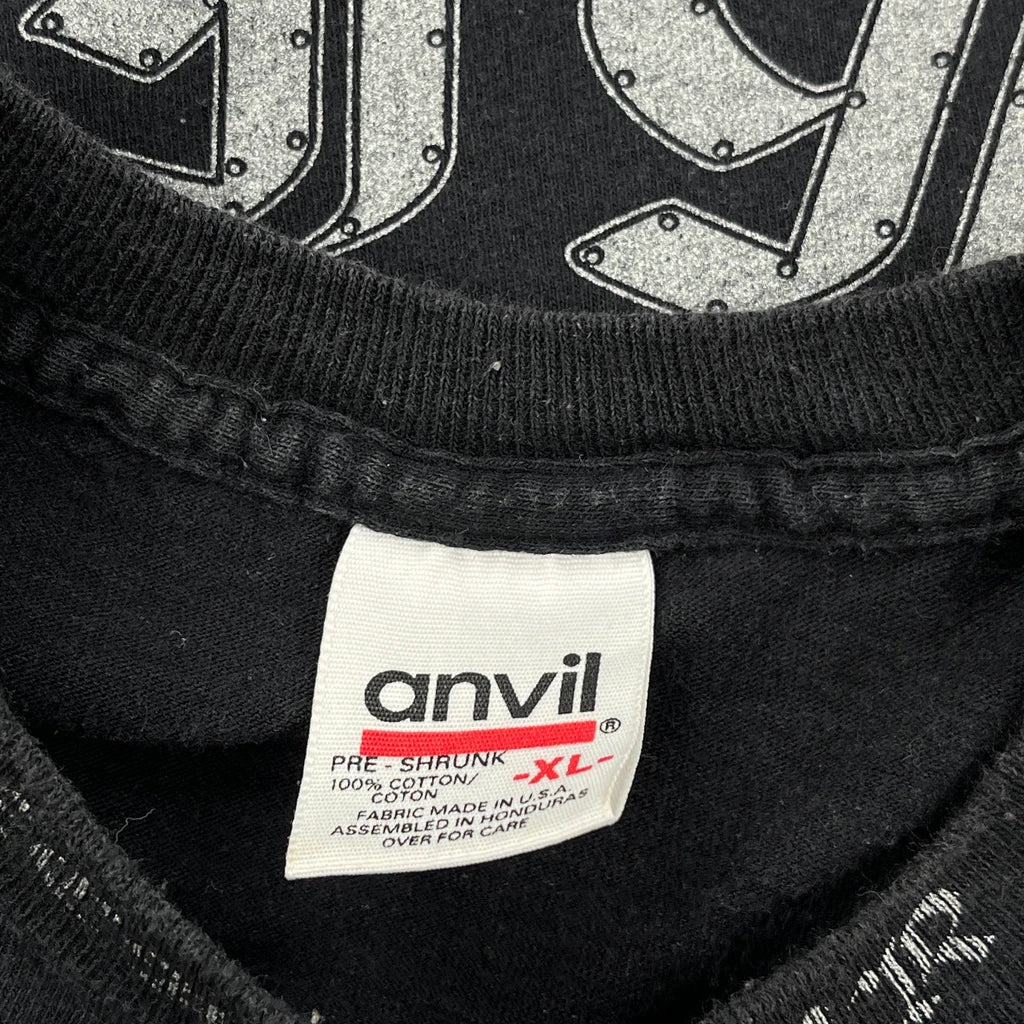 anvil®
PRE - SHRUNK -XL-
100% COTTON/
COTON
FABRIC MADE IN U.S.A.
ASSEMBLED IN HONDURAS
OVER FOR CARE